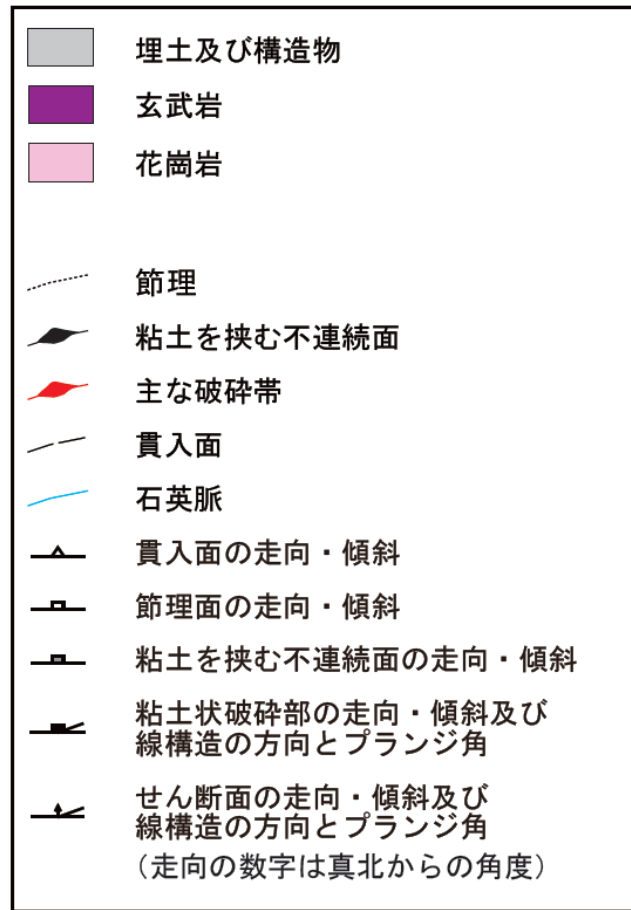 埋土及び構造物
玄武岩
花崗岩
節理
粘土を挟む不連続面
主な破砕帯
貫入面
石英脈
貫入面の走向・傾斜
節理面の走向・傾斜
粘土を挟む不連続面の走向・傾斜
粘土状破砕部の走向・傾斜及び
線構造の方向とプランジ角
せん断面の走向・傾斜及び
線構造の方向とプランジ角
（走向の数字は真北からの角度）